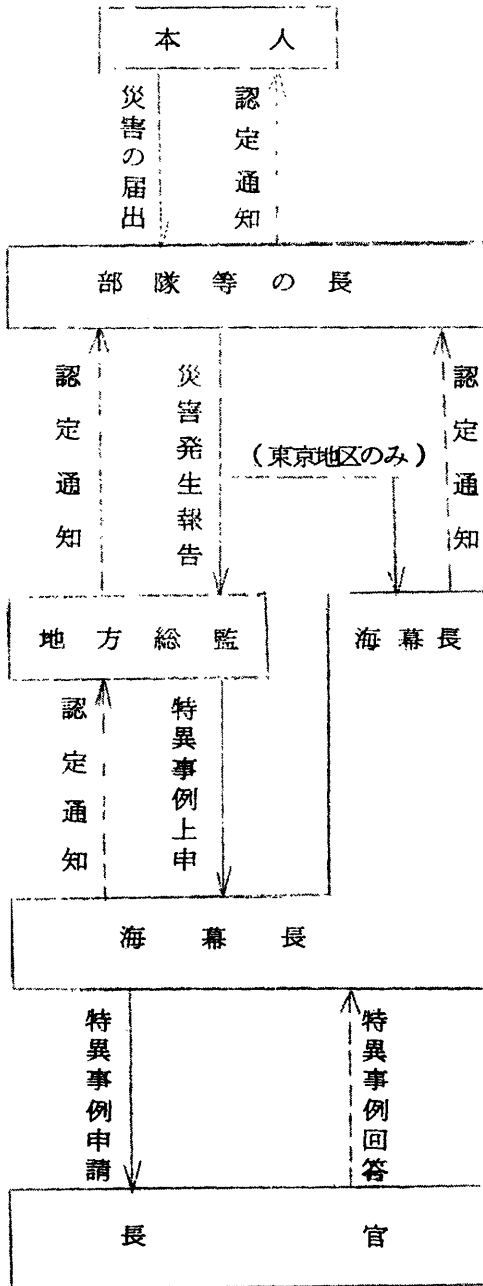 本人
災害の届出
認定通知
部隊等の長
認定通知
災害発生報告
(東京地区のみ)
認定通知
地方総監
海幕長
認定通知
特異事例上申
海幕長
特異事例申請
特異事例回答
長官